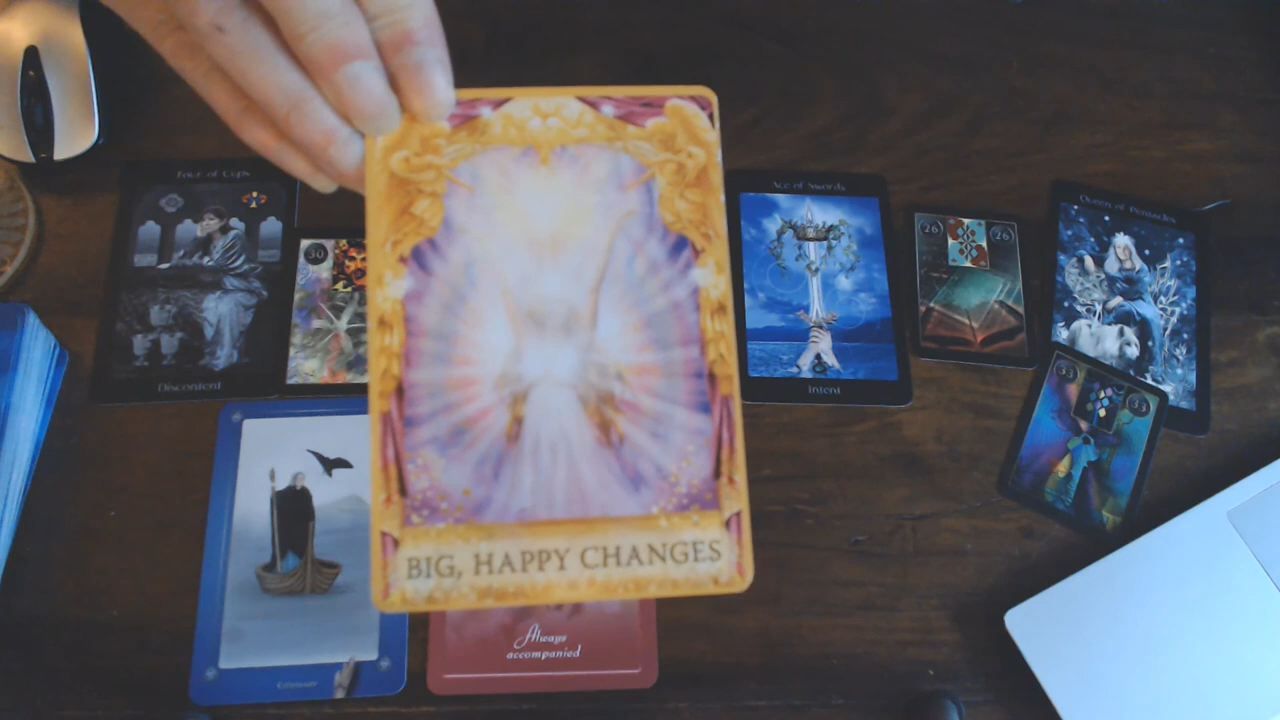 Four of Cups
Discontent
30
BIG, HAPPY CHANGES
Always
accompanied
Ace of Swords
Intent
26
26
Queen of Pentacles
33
33